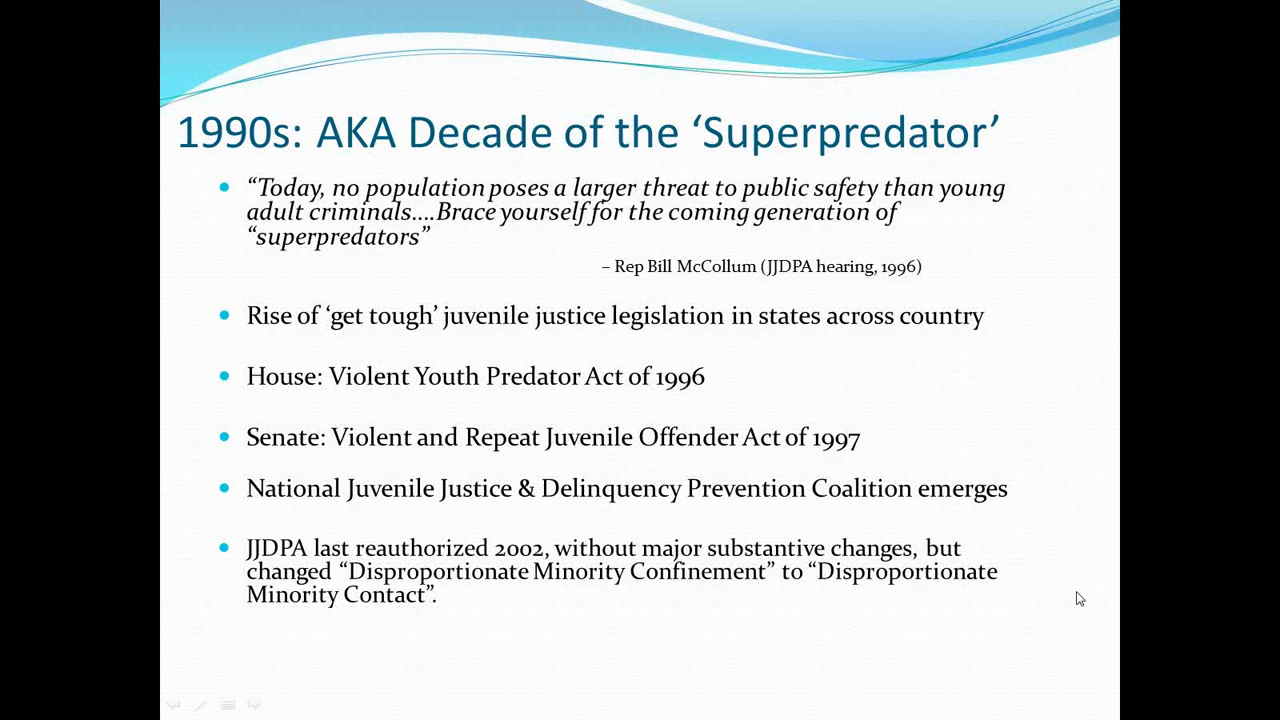 1990s: AKA Decade of the ‘Superpredator’
“Today, no population poses a larger threat to public safety than young
adult criminals….Brace yourself for the coming generation of
“superpredators”
– Rep Bill McCollum (JJDPA hearing, 1996)
Rise of ‘get tough’ juvenile justice legislation in states across country
House: Violent Youth Predator Act of 1996
Senate: Violent and Repeat Juvenile Offender Act of 1997
National Juvenile Justice & Delinquency Prevention Coalition emerges
JJDPA last reauthorized 2002, without major substantive changes, but
changed “Disproportionate Minority Confinement” to “Disproportionate
Minority Contact”.